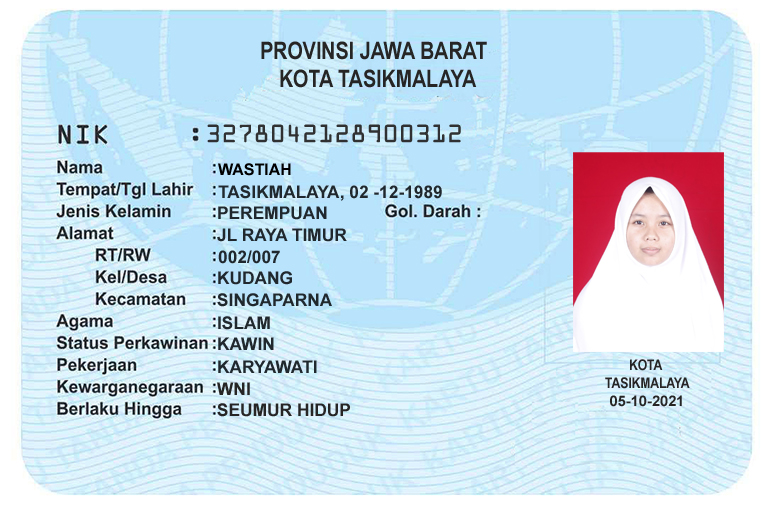 PROVINSI JAWA BARAT
KOTA TASIKMALAYA
NIK : 3278042128900312
Nama :WASTIAH
Tempat/Tgl Lahir :TASIKMALAYA, 02 -12-1989
Jenis Kelamin :PEREMPUAN Gol. Darah :
Alamat :JL RAYA TIMUR
RT/RW :002/007
Kel/Desa :KUDANG
Kecamatan :SINGAPARNA
Agama :ISLAM
Status Perkawinan :KAWIN
Pekerjaan :KARYAWATI
Kewarganegaraan :WNI
Berlaku Hingga :SEUMUR HIDUP
KOTA
TASIKMALAYA
05-10-2021